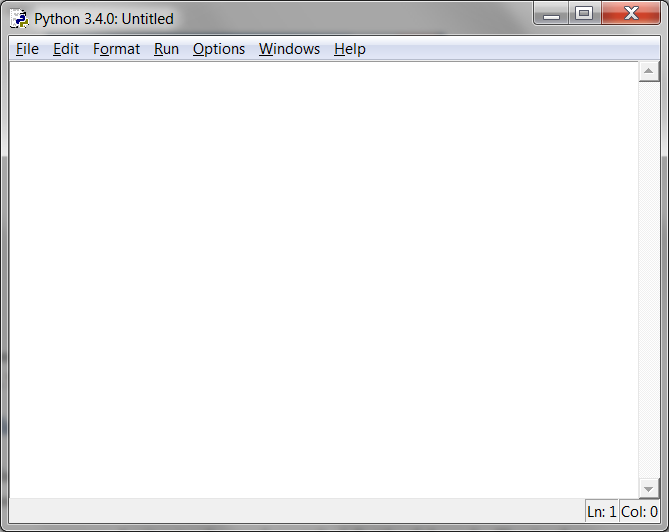 Python 3.4.0: Untitled
File Edit Format Run Options Windows Help
Ln: 1 Col: 0